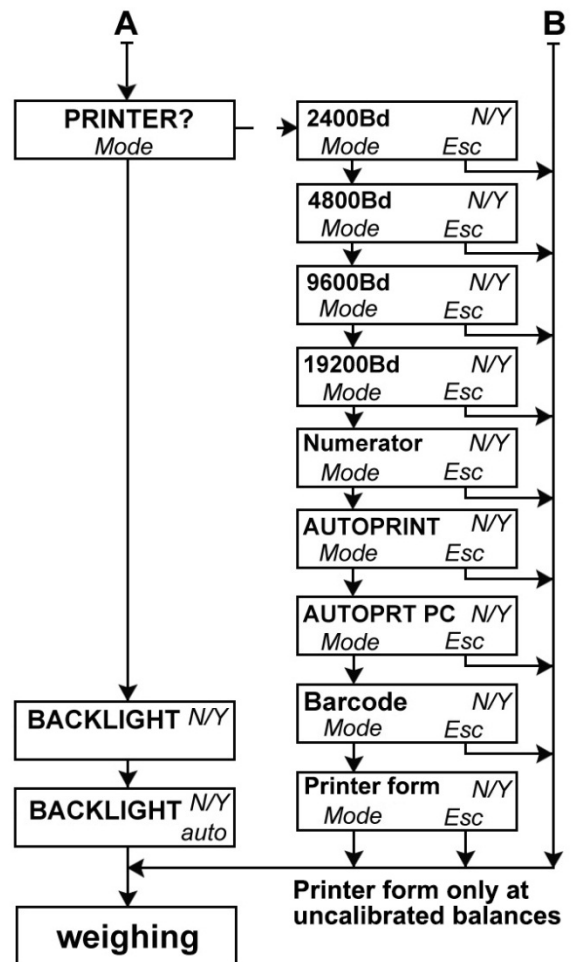 A
B
PRINTER?
Mode
2400Bd N/Y
Mode Esc
4800Bd N/Y
Mode Esc
9600Bd N/Y
Mode Esc
19200Bd N/Y
Mode Esc
Numerator N/Y
Mode Esc
AUTOPRINT N/Y
Mode Esc
AUTOPRT PC N/Y
Mode Esc
BACKLIGHT N/Y
Barcode N/Y
Mode Esc
BACKLIGHT N/Y
auto
Printer form N/Y
Mode Esc
Printer form only at
uncalibrated balances
weighing